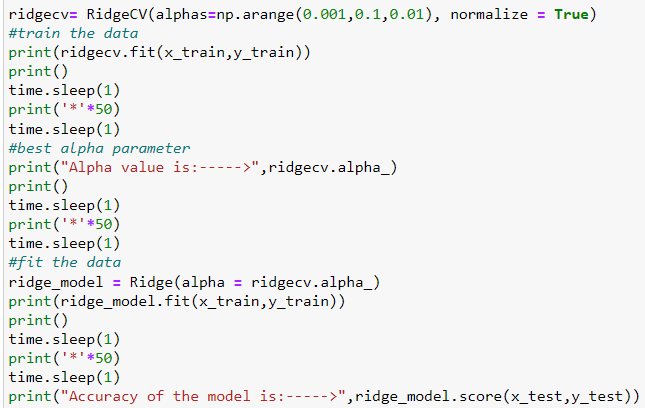 ridgecv= RidgeCV(alphas=np.arange(0.001,0.1,0.01), normalize = True)
#train the data
print(ridgecv.fit(x_train,y_train))
print()
time.sleep(1)
print('*'*50)
time.sleep(1)
#best alpha parameter
print("Alpha value is:----->",ridgecv.alpha_)
print()
time.sleep(1)
print('*'*50)
time.sleep(1)
#fit the data
ridge_model = Ridge(alpha = ridgecv.alpha_)
print(ridge_model.fit(x_train,y_train))
print()
time.sleep(1)
print('*'*50)
time.sleep(1)
print("Accuracy of the model is:----->",ridge_model.score(x_test,y_test))